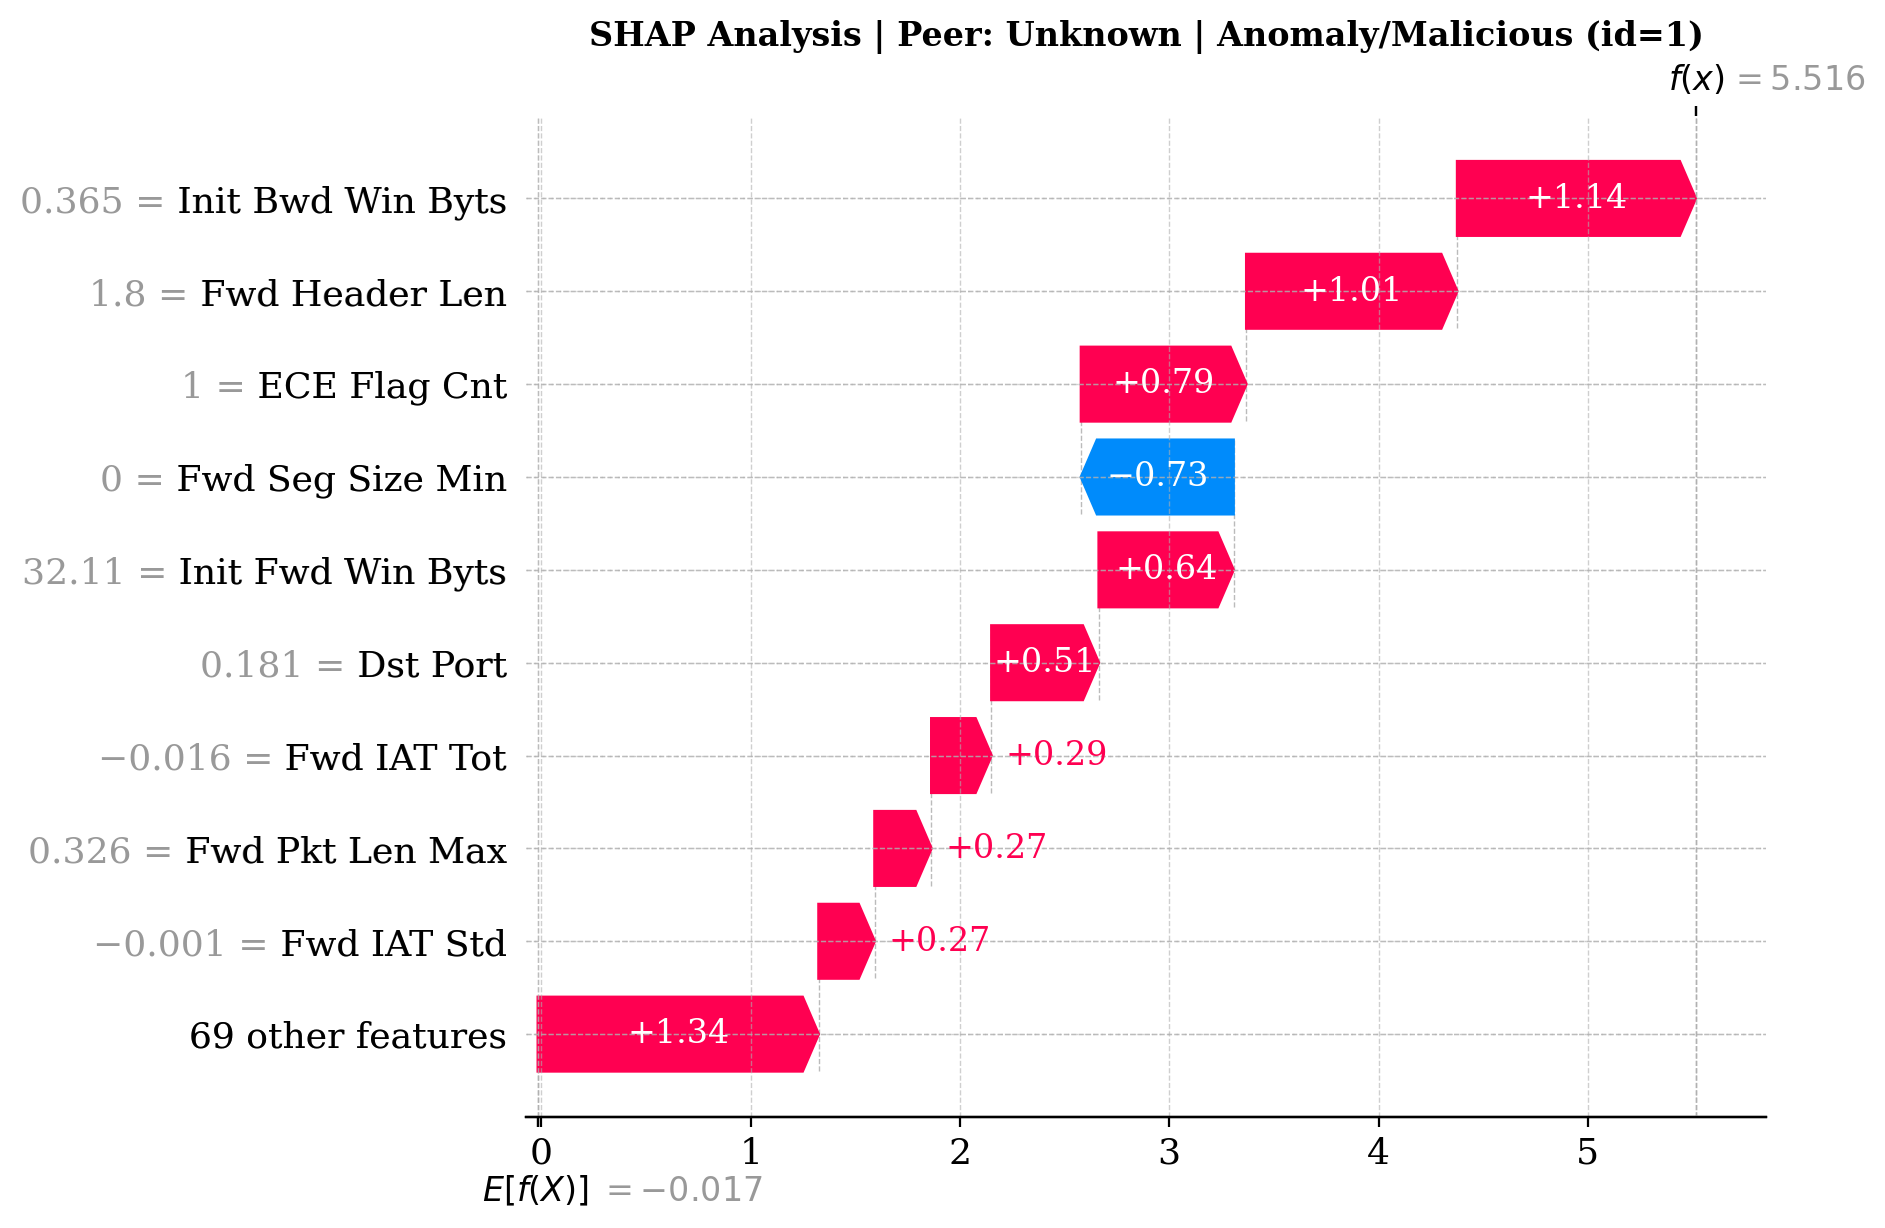 SHAP Analysis | Peer: Unknown | Anomaly/Malicious (id=1)
f(x) = 5.516
0.365 = Init Bwd Win Byts +1.14
1.8 = Fwd Header Len +1.01
1 = ECE Flag Cnt +0.79
0 = Fwd Seg Size Min −0.73
32.11 = Init Fwd Win Byts +0.64
0.181 = Dst Port +0.51
−0.016 = Fwd IAT Tot +0.29
0.326 = Fwd Pkt Len Max +0.27
−0.001 = Fwd IAT Std +0.27
69 other features +1.34
0 1 2 3 4 5
E[f(X)] = −0.017